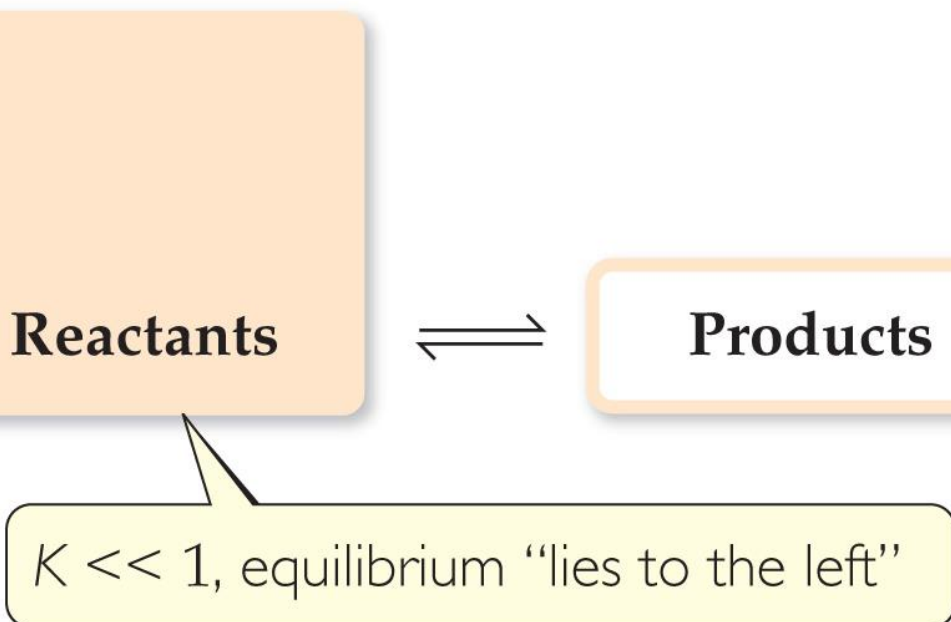 Reactants
Products
K << 1, equilibrium “lies to the left”